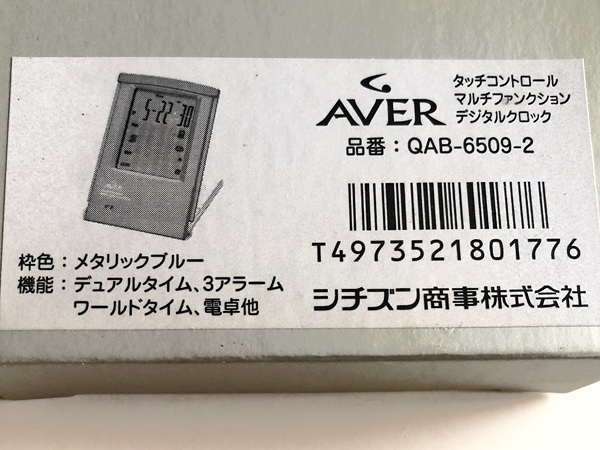 AVER
タッチコントロール
マルチファンクション
デジタルクロック
品番：QAB-6509-2
T4973521801776
シチズン商事株式会社
枠色：メタリックブルー
機能：デュアルタイム、3アラーム
ワールドタイム、電卓他
5-22 30
AVER